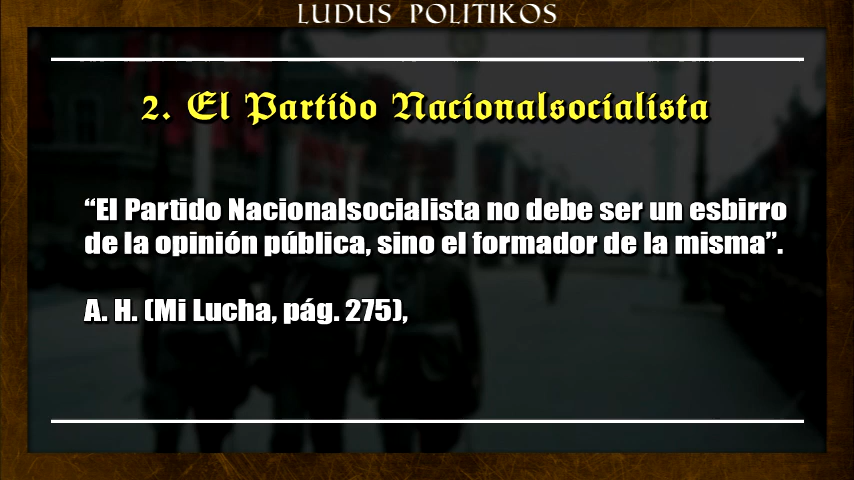 LUDUS POLITIKOS
2. El Partido Nacionalsocialista
“El Partido Nacionalsocialista no debe ser un esbirro
de la opinión pública, sino el formador de la misma”.
A. H. (Mi Lucha, pág. 275),